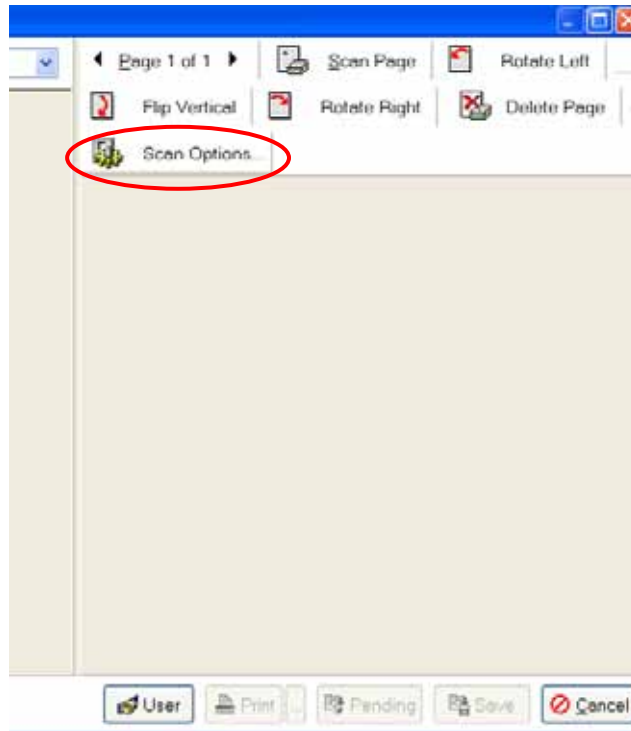 Page 1 of 1 Scan Page Rotate Left
Flip Vertical Rotate Right Delete Page
Scan Options...
User Print ... Pending Save Cancel